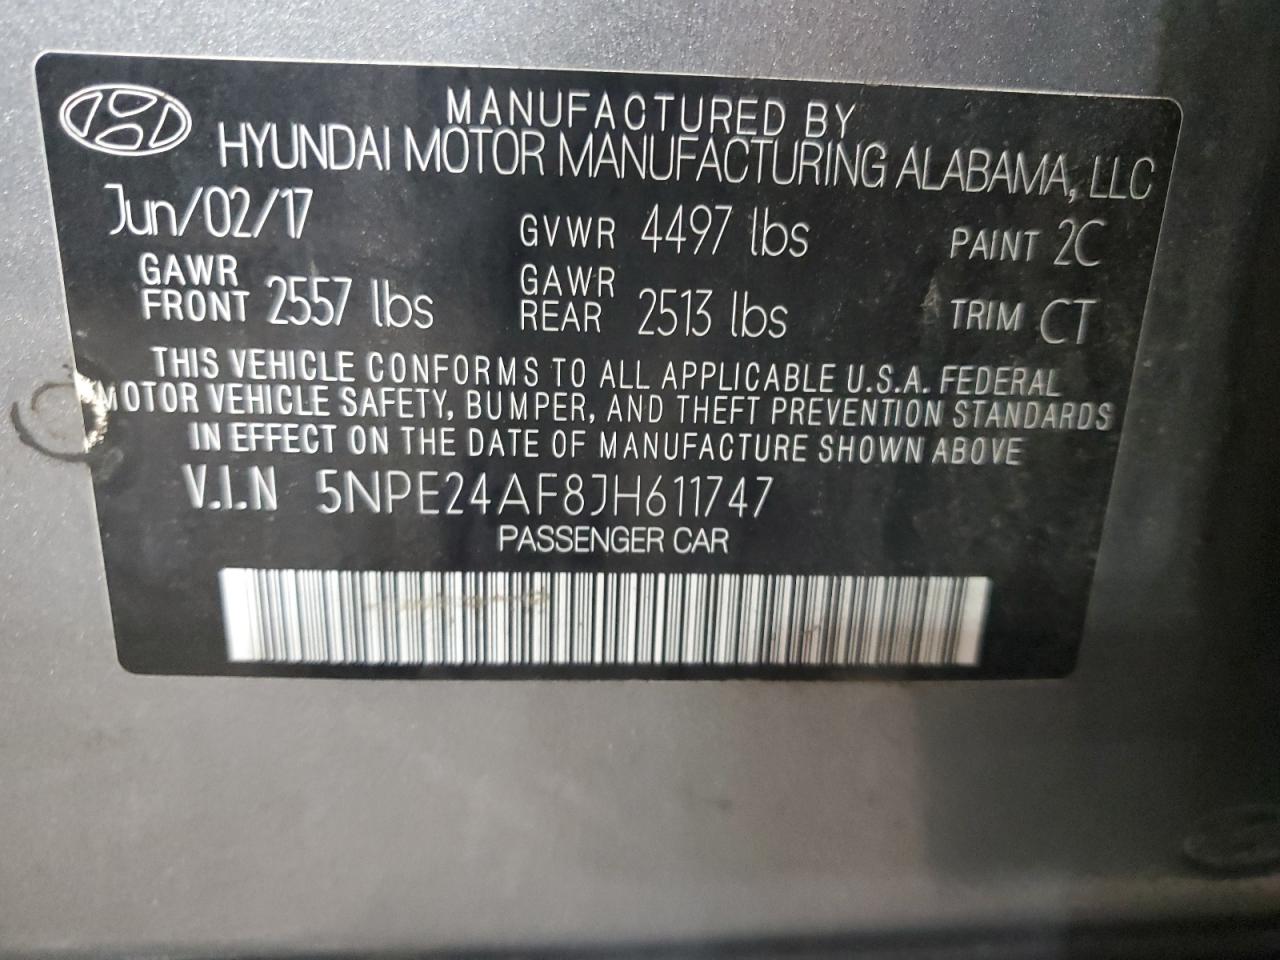 MANUFACTURED BY
HYUNDAI MOTOR MANUFACTURING ALABAMA, LLC
Jun/02/17 GVWR 4497 lbs PAINT 2C
GAWR FRONT 2557 lbs GAWR REAR 2513 lbs TRIM CT
THIS VEHICLE CONFORMS TO ALL APPLICABLE U.S.A. FEDERAL
MOTOR VEHICLE SAFETY, BUMPER, AND THEFT PREVENTION STANDARDS
IN EFFECT ON THE DATE OF MANUFACTURE SHOWN ABOVE
V.I.N 5NPE24AF8JH611747
PASSENGER CAR